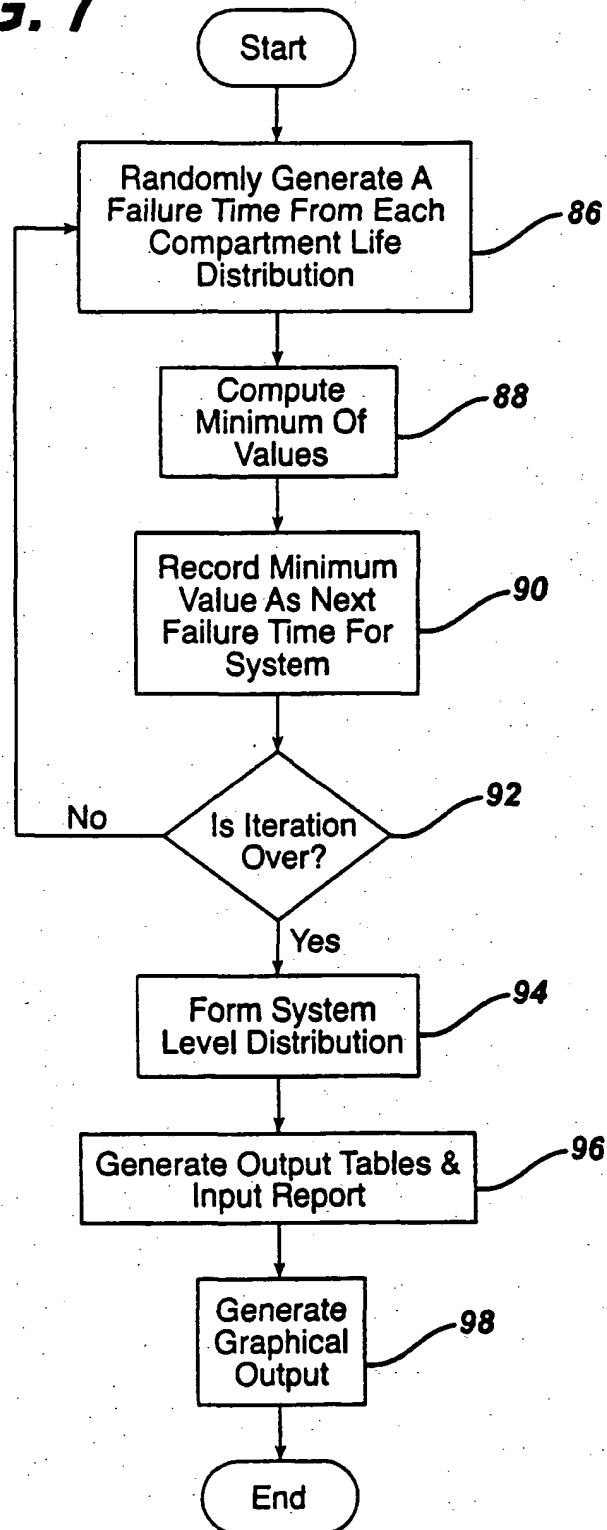 Start
Randomly Generate A
Failure Time From Each
Compartment Life
Distribution
86
Compute
Minimum Of
Values
88
Record Minimum
Value As Next
Failure Time For
System
90
No
Is Iteration
Over?
92
Yes
Form System
Level Distribution
94
Generate Output Tables &
Input Report
96
Generate
Graphical
Output
98
End